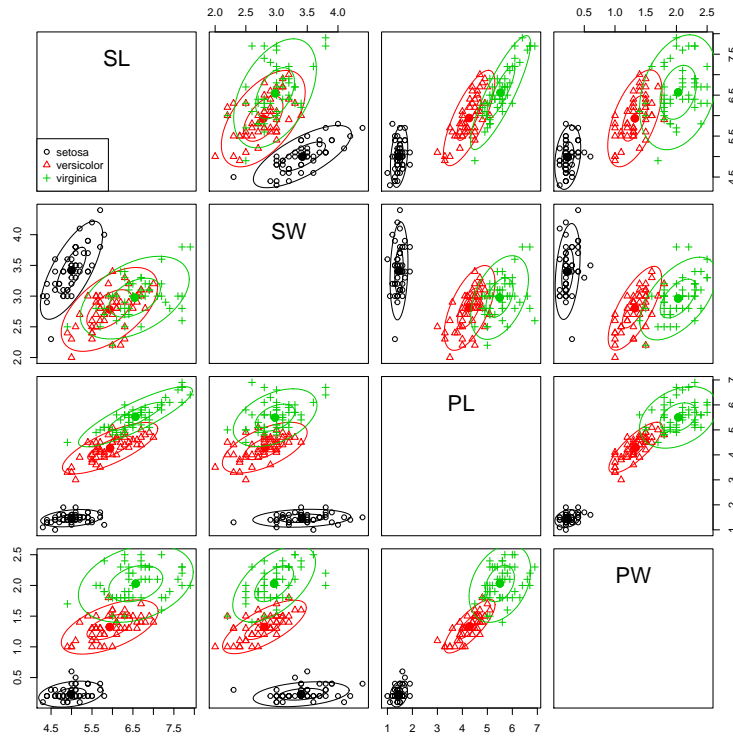 2.0 2.5 3.0 3.5 4.0
0.5 1.0 1.5 2.0 2.5
SL
setosa
versicolor
virginica
4.5 5.5 6.5 7.5
2.0 2.5 3.0 3.5 4.0
SW
PL
1 2 3 4 5 6 7
0.5 1.0 1.5 2.0 2.5
PW
4.5 5.5 6.5 7.5
1 2 3 4 5 6 7